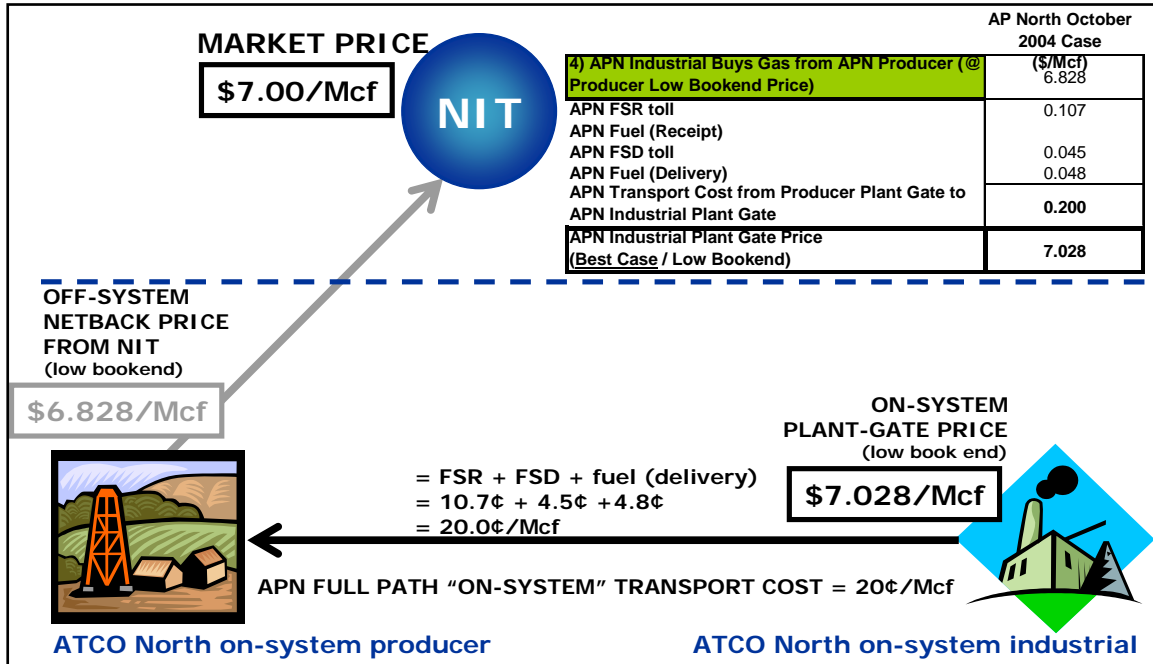 MARKET PRICE
$7.00/Mcf
NIT
AP North October
2004 Case
($/Mcf)
4) APN Industrial Buys Gas from APN Producer (@
Producer Low Bookend Price)
6.828
APN FSR toll
0.107
APN Fuel (Receipt)
APN FSD toll
0.045
APN Fuel (Delivery)
0.048
APN Transport Cost from Producer Plant Gate to
APN Industrial Plant Gate
0.200
APN Industrial Plant Gate Price
(Best Case / Low Bookend)
7.028
OFF-SYSTEM
NETBACK PRICE
FROM NIT
(low bookend)
$6.828/Mcf
ON-SYSTEM
PLANT-GATE PRICE
(low book end)
$7.028/Mcf
= FSR + FSD + fuel (delivery)
= 10.7¢ + 4.5¢ +4.8¢
= 20.0¢/Mcf
APN FULL PATH “ON-SYSTEM” TRANSPORT COST = 20¢/Mcf
ATCO North on-system producer
ATCO North on-system industrial